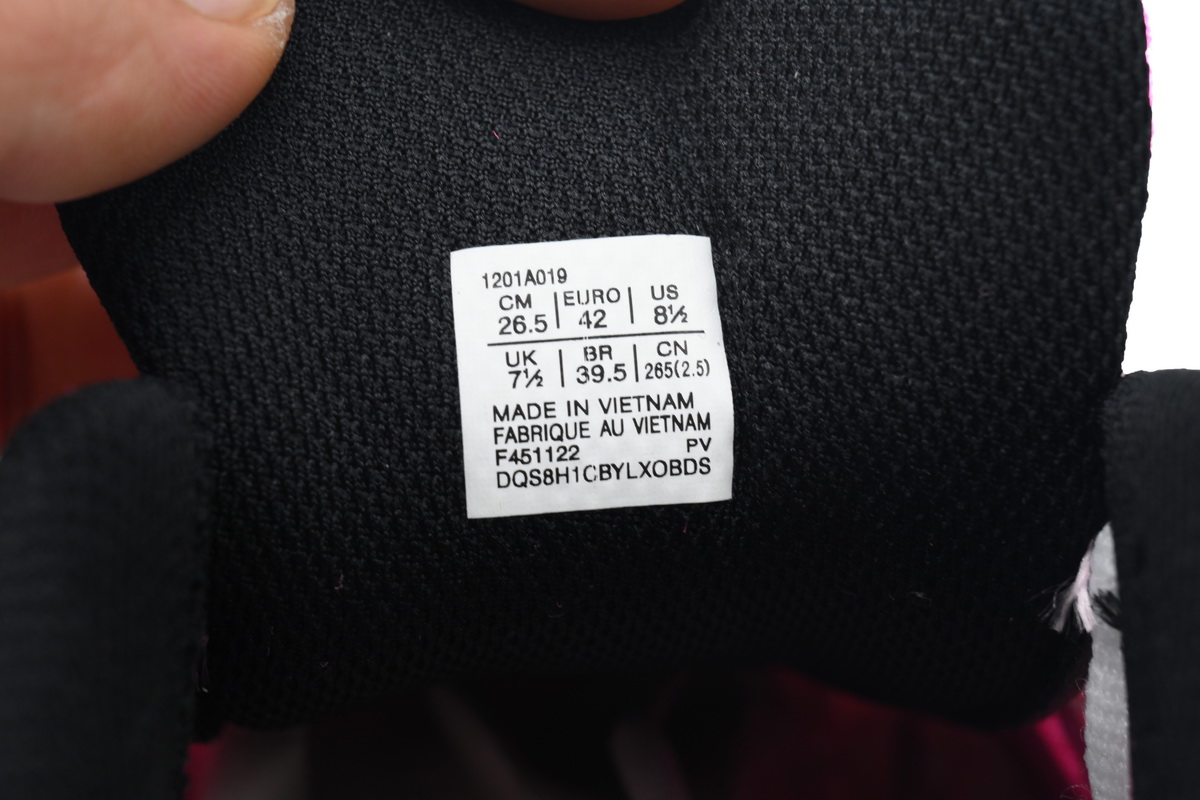 1201A019
CM | EURO | US
26.5 | 42 | 8½
UK | BR | CN
7½ | 39.5 | 265(2.5)
MADE IN VIETNAM
FABRIQUE AU VIETNAM
F451122 PV
DQS8H1CBYLXOBDS